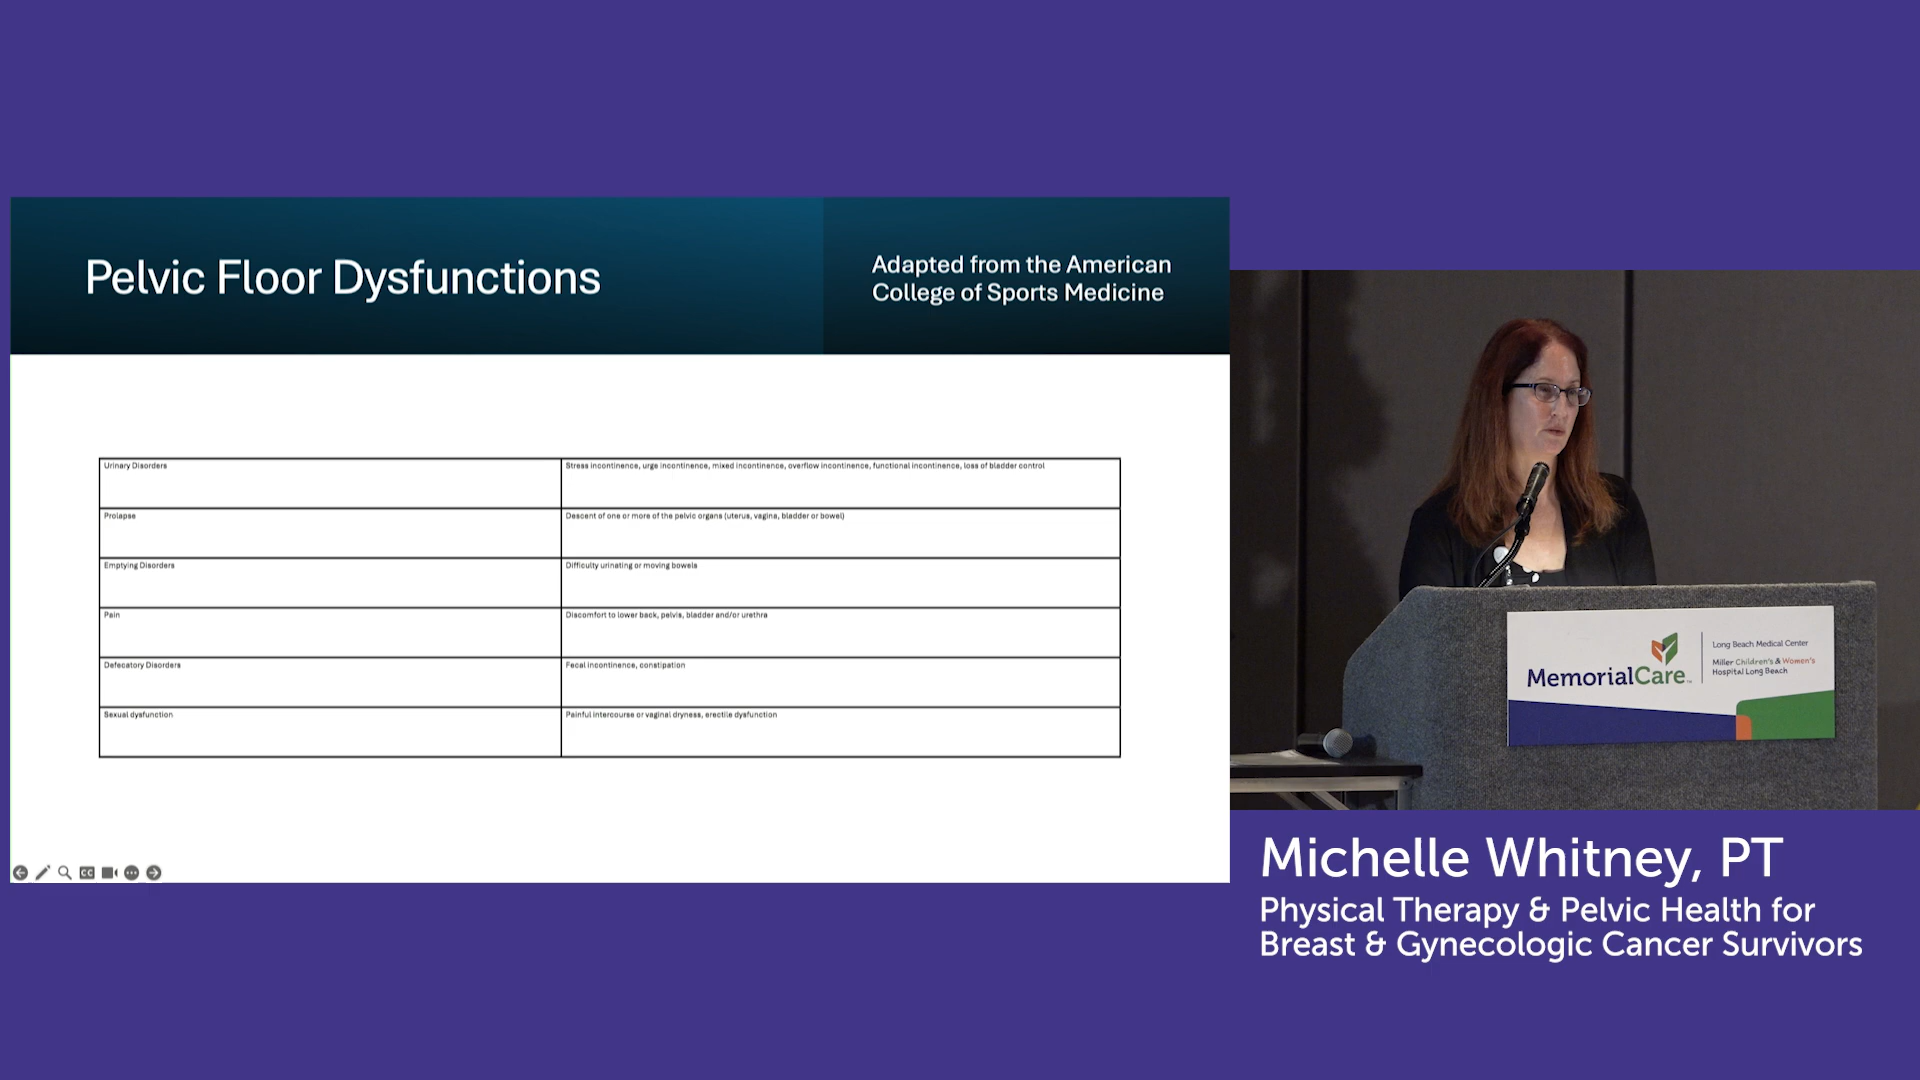 Pelvic Floor Dysfunctions
Adapted from the American
College of Sports Medicine
Urinary Disorders
Stress incontinence, urge incontinence, mixed incontinence, overflow incontinence, functional incontinence, loss of bladder control
Prolapse
Descent of one or more of the pelvic organs (uterus, vagina, bladder or bowel)
Emptying Disorders
Difficulty urinating or moving bowels
Pain
Discomfort to lower back, pelvis, bladder and/or urethra
Defecatory Disorders
Fecal incontinence, constipation
Sexual dysfunction
Painful intercourse or vaginal dryness, erectile dysfunction
CC
MemorialCare™
Long Beach Medical Center
Miller Children's & Women's
Hospital Long Beach
Michelle Whitney, PT
Physical Therapy & Pelvic Health for
Breast & Gynecologic Cancer Survivors